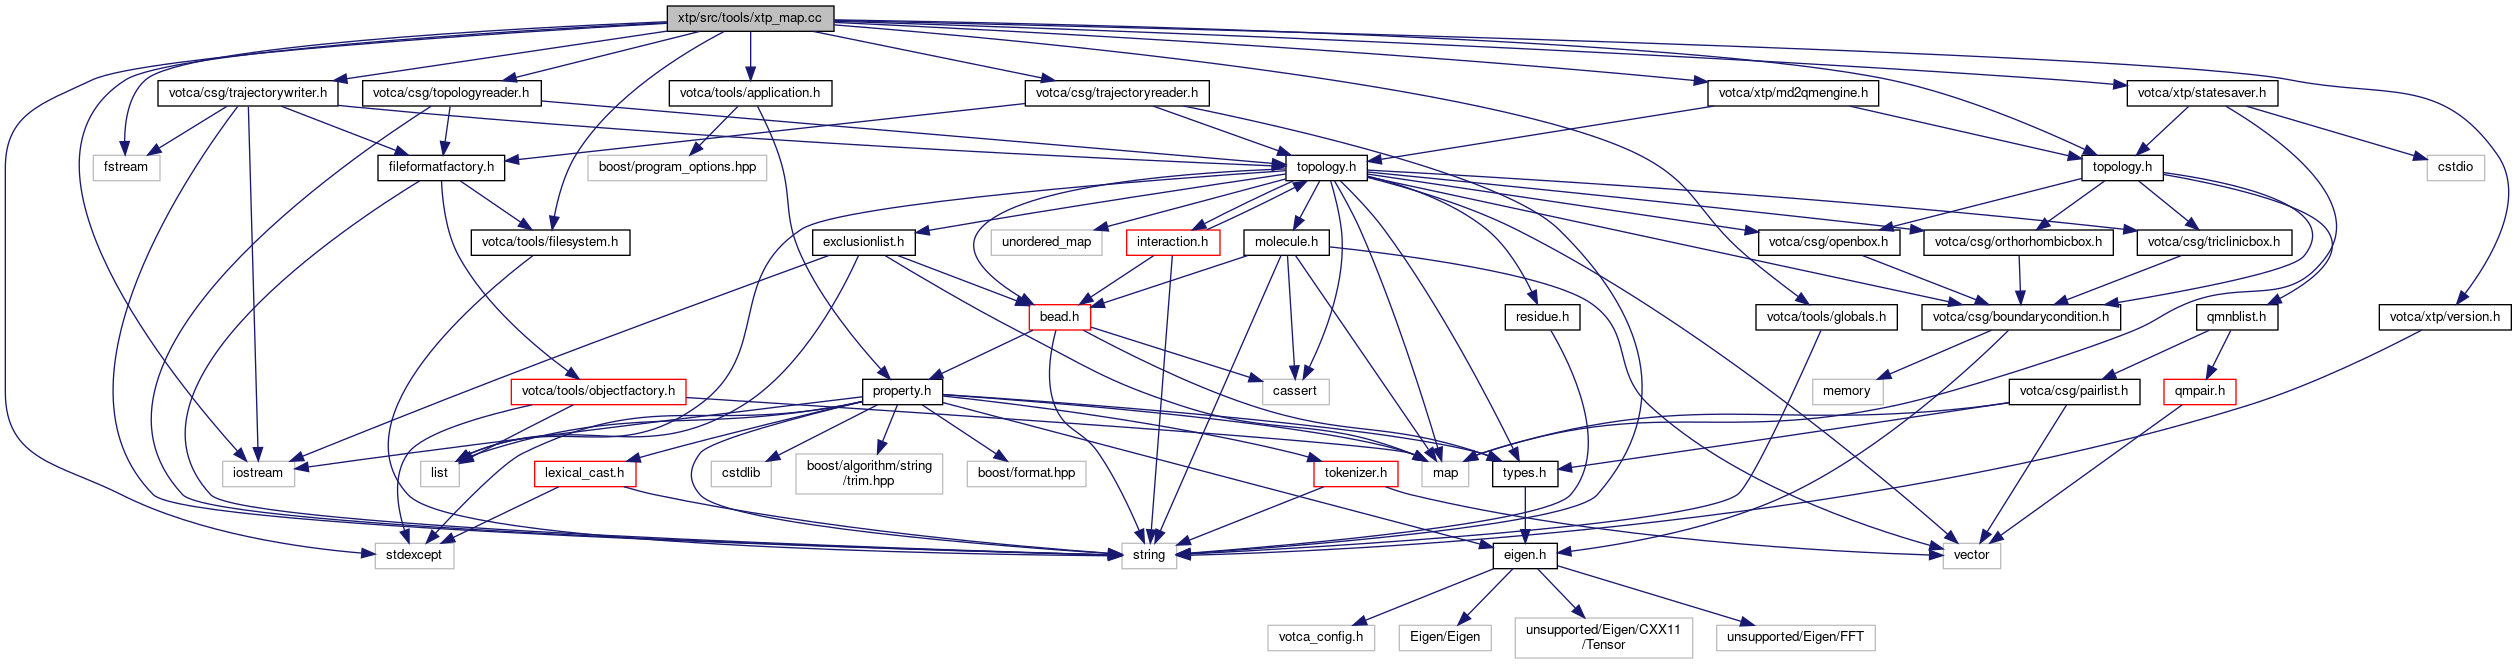 xtp/src/tools/xtp_map.cc
votca/csg/trajectorywriter.h
votca/csg/topologyreader.h
votca/tools/application.h
votca/csg/trajectoryreader.h
votca/xtp/md2qmengine.h
votca/xtp/statesaver.h
fstream
fileformatfactory.h
boost/program_options.hpp
topology.h
topology.h
cstdio
votca/tools/filesystem.h
exclusionlist.h
unordered_map
interaction.h
molecule.h
votca/csg/openbox.h
votca/csg/orthorhombicbox.h
votca/csg/triclinicbox.h
bead.h
residue.h
votca/tools/globals.h
votca/csg/boundarycondition.h
qmnblist.h
votca/xtp/version.h
votca/tools/objectfactory.h
property.h
cassert
memory
votca/csg/pairlist.h
qmpair.h
iostream
list
lexical_cast.h
cstdlib
boost/algorithm/string
/trim.hpp
boost/format.hpp
tokenizer.h
map
types.h
stdexcept
string
eigen.h
vector
votca_config.h
Eigen/Eigen
unsupported/Eigen/CXX11
/Tensor
unsupported/Eigen/FFT